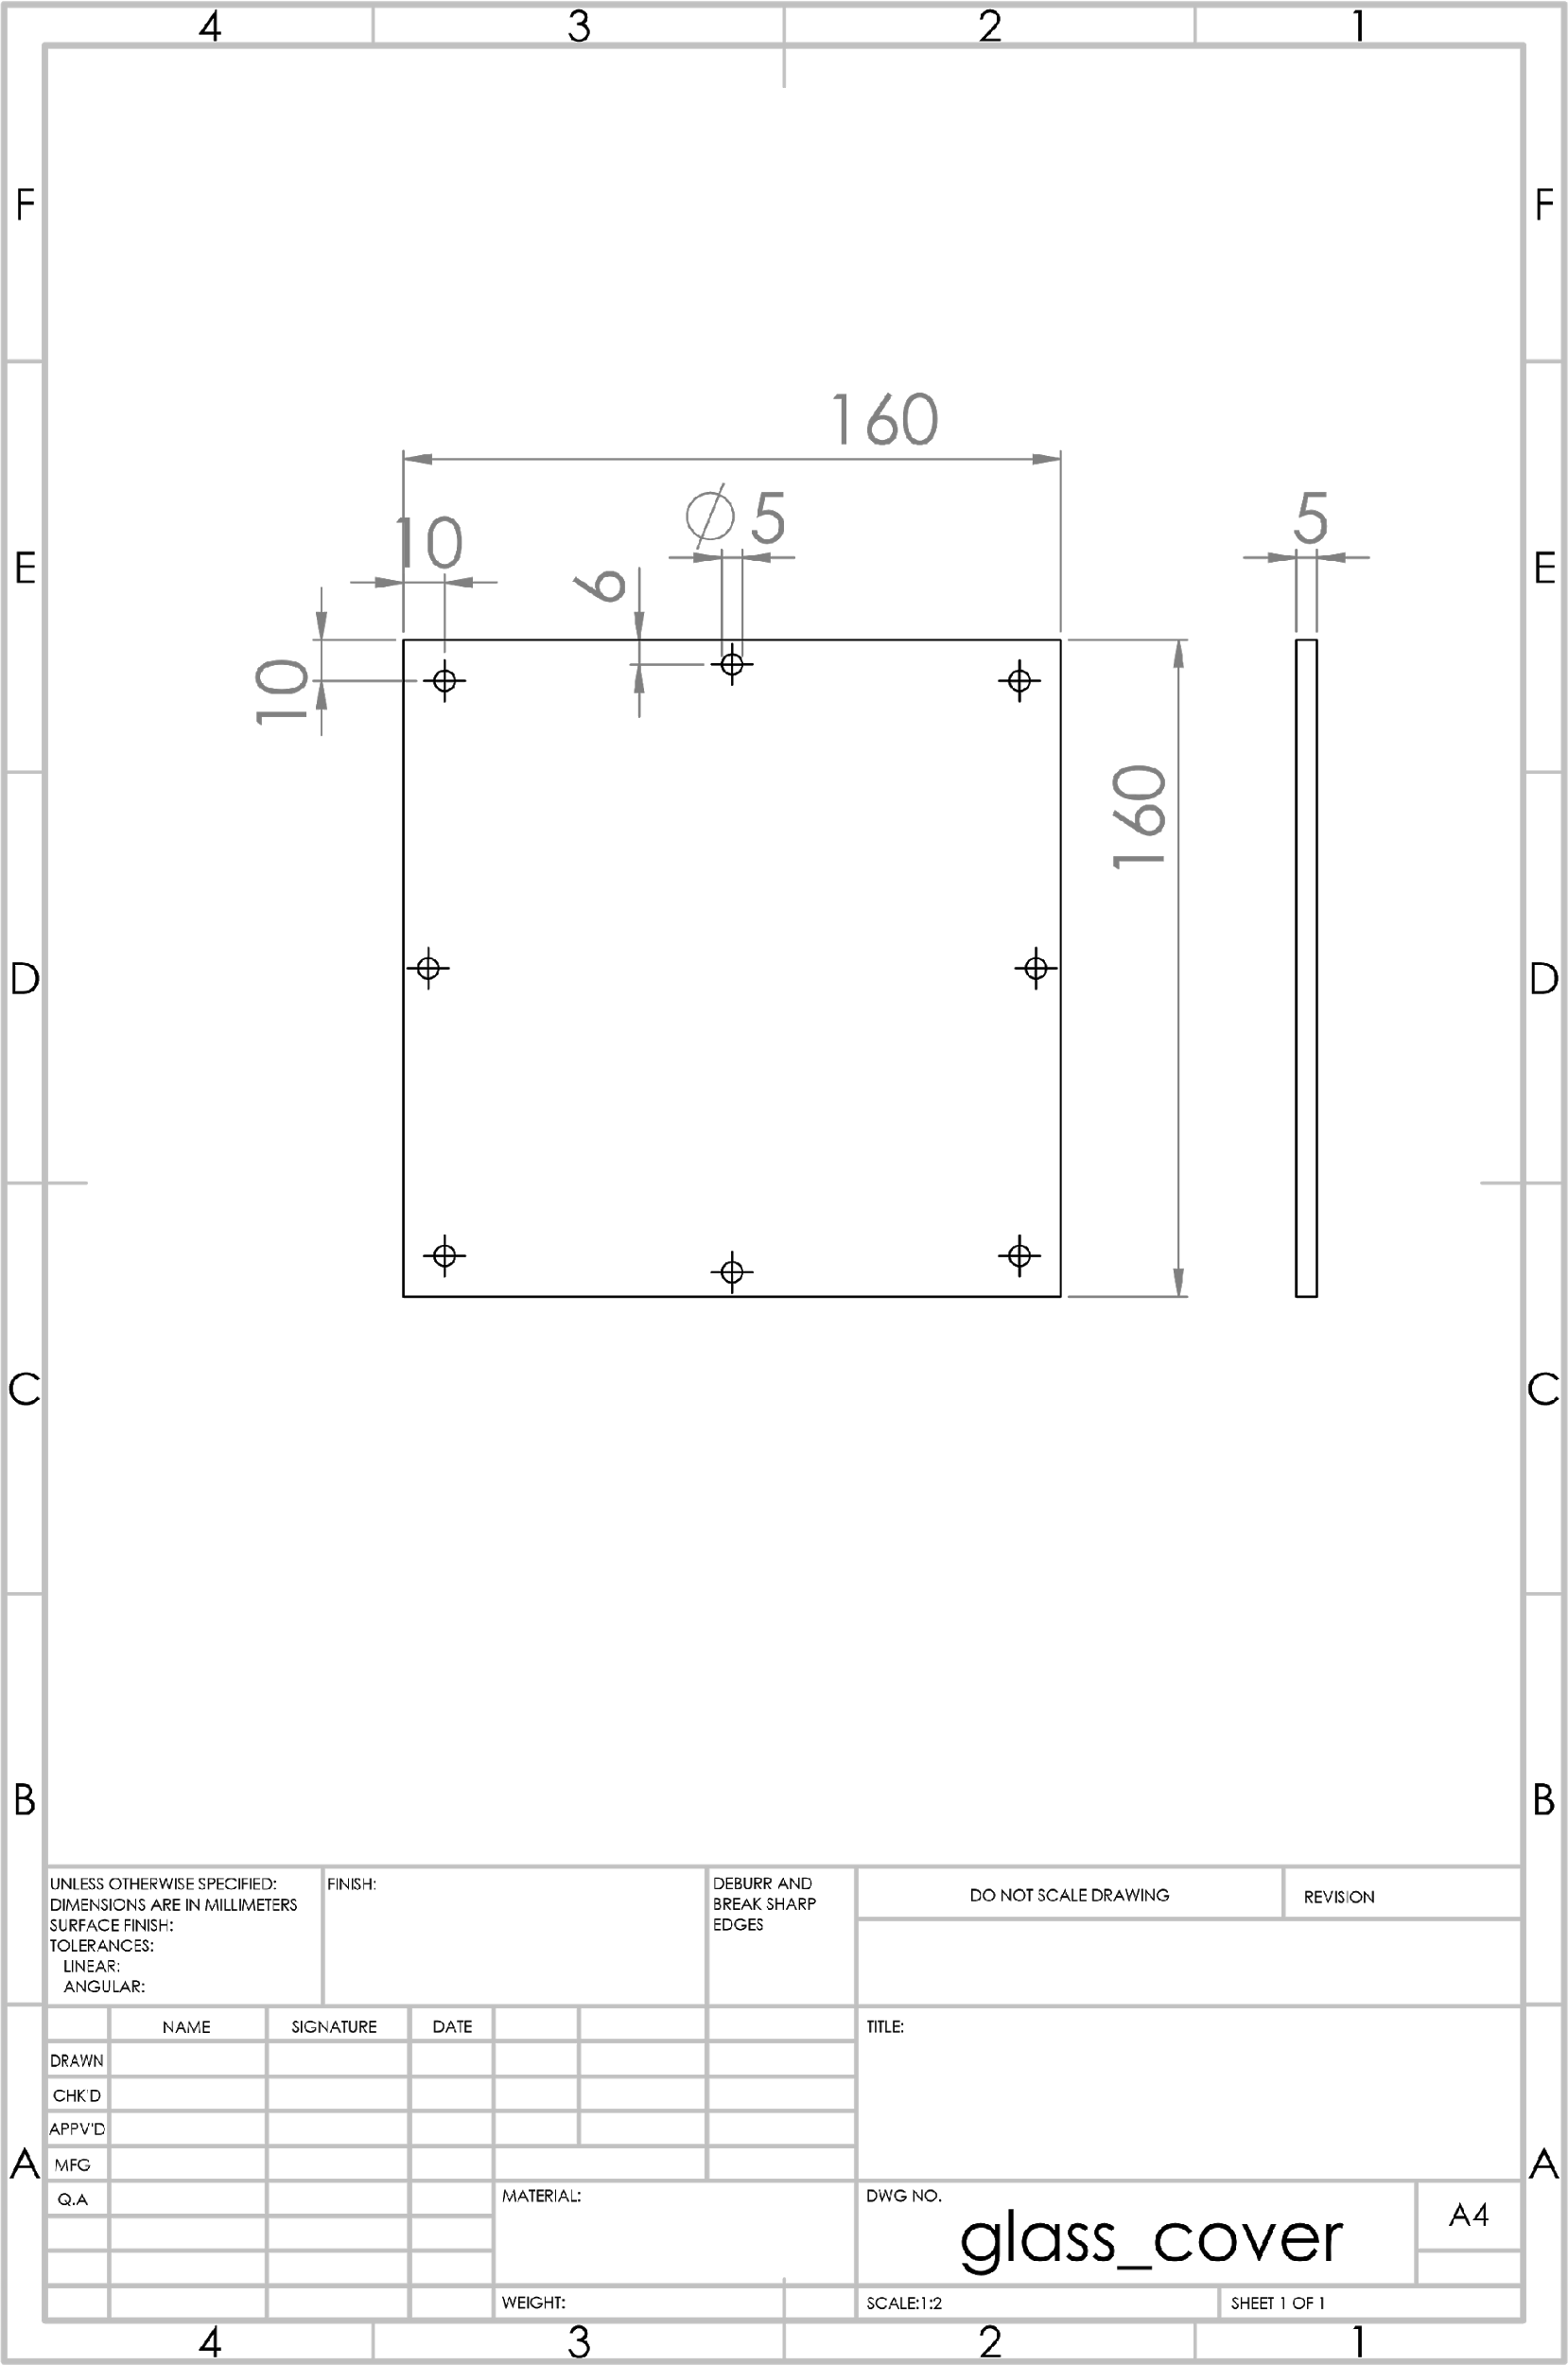 4 3 2 1
F F
160
10 Ø5 5
6
E E
10
160
D D
C C
B B
UNLESS OTHERWISE SPECIFIED:
DIMENSIONS ARE IN MILLIMETERS
SURFACE FINISH:
TOLERANCES:
LINEAR:
ANGULAR:
FINISH:
DEBURR AND
BREAK SHARP
EDGES
DO NOT SCALE DRAWING
REVISION
NAME SIGNATURE DATE
TITLE:
DRAWN
CHK'D
APPV'D
MFG
A A
Q.A
MATERIAL:
DWG NO.
glass_cover
A4
WEIGHT:
SCALE:1:2
SHEET 1 OF 1
4 3 2 1